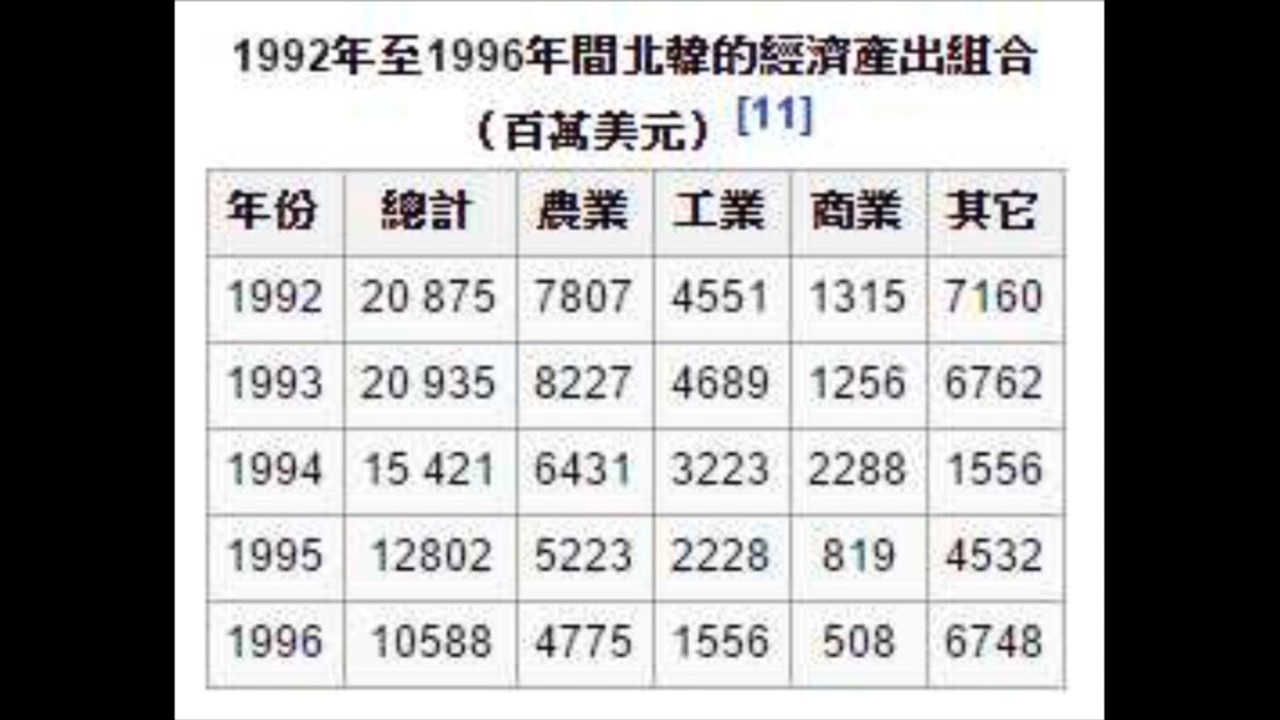 1992年至1996年間北韓的經濟產出組合
（百萬美元）[11]
年份 總計 農業 工業 商業 其它
1992 20 875 7807 4551 1315 7160
1993 20 935 8227 4689 1256 6762
1994 15 421 6431 3223 2288 1556
1995 12802 5223 2228 819 4532
1996 10588 4775 1556 508 6748